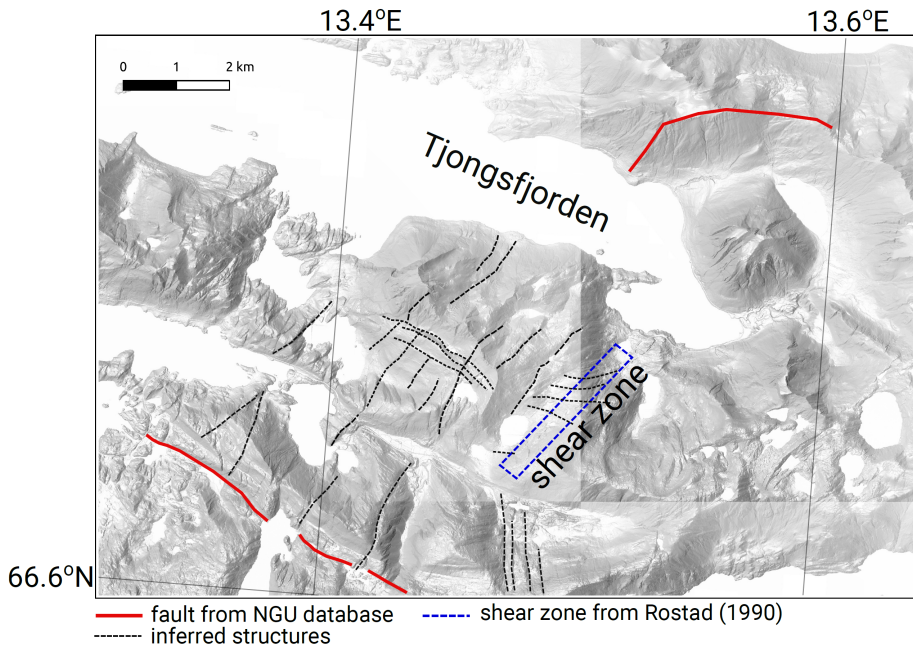 13.4°E
13.6°E
0 1 2 km
Tjongsfjorden
shear zone
66.6°N
fault from NGU database
shear zone from Rostad (1990)
inferred structures